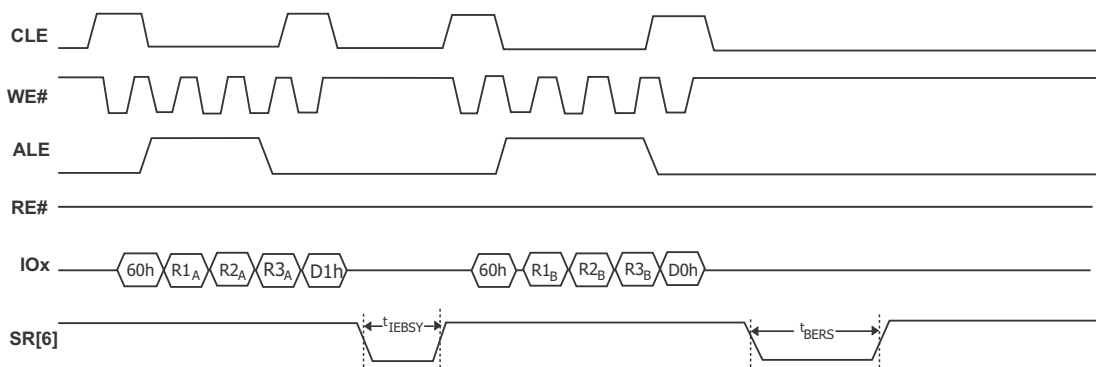 CLE
WE#
ALE
RE#
IOx 60h R1A R2A R3A D1h 60h R1B R2B R3B D0h
SR[6] tIEBSY tBERS